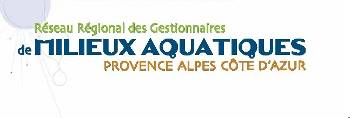 Réseau Régional des Gestionnaires
de MILIEUX AQUATIQUES
PROVENCE ALPES CÔTE D'AZUR